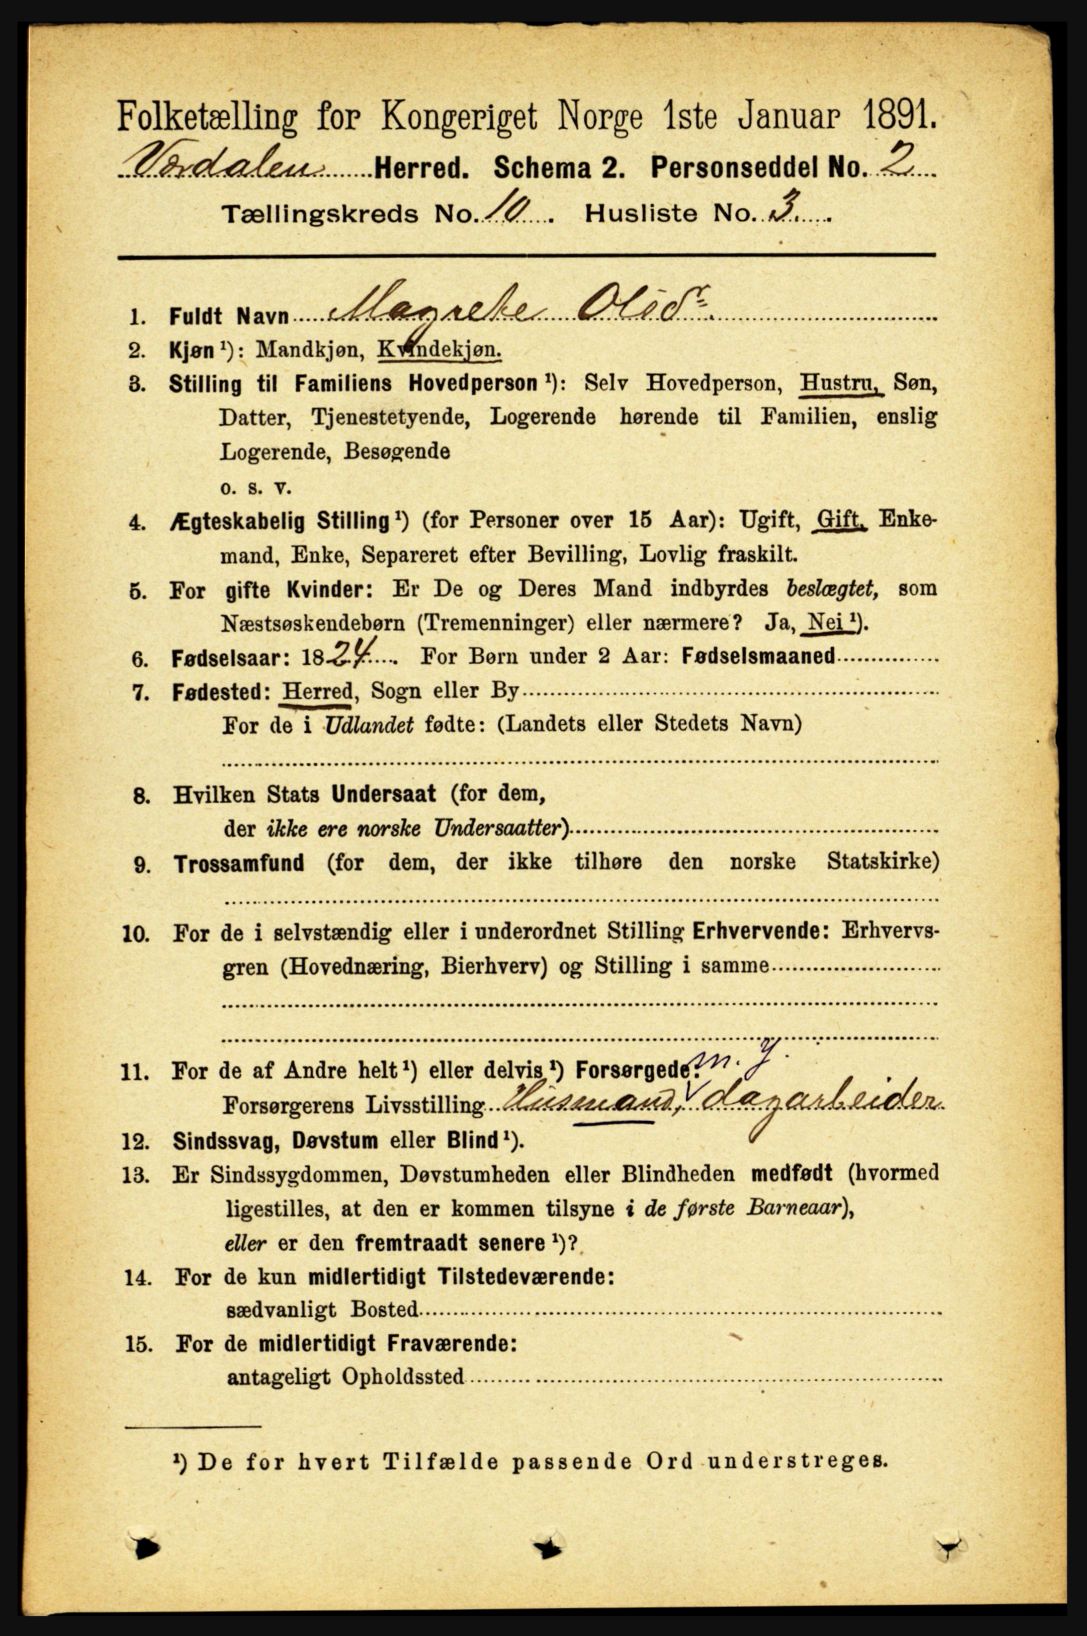 Folketælling for Kongeriget Norge 1ste Januar 1891.
Værdalen Herred. Schema 2. Personseddel No. 2
Tællingskreds No. 10. Husliste No. 3.
1. Fuldt Navn Magrete Olsdr.
2. Kjøn ¹): Mandkjøn, Kvindekjøn.
3. Stilling til Familiens Hovedperson ¹): Selv Hovedperson, Hustru, Søn,
Datter, Tjenestetyende, Logerende hørende til Familien, enslig
Logerende, Besøgende
o. s. v.
4. Ægteskabelig Stilling ¹) (for Personer over 15 Aar): Ugift, Gift, Enke-
mand, Enke, Separeret efter Bevilling, Lovlig fraskilt.
5. For gifte Kvinder: Er De og Deres Mand indbyrdes beslægtet, som
Næstsøskendebørn (Tremenninger) eller nærmere? Ja, Nei ¹).
6. Fødselsaar: 1824. For Børn under 2 Aar: Fødselsmaaned
7. Fødested: Herred, Sogn eller By
For de i Udlandet fødte: (Landets eller Stedets Navn)
8. Hvilken Stats Undersaat (for dem,
der ikke ere norske Undersaatter)
9. Trossamfund (for dem, der ikke tilhøre den norske Statskirke)
10. For de i selvstændig eller i underordnet Stilling Erhvervende: Erhvervs-
gren (Hovednæring, Bierhverv) og Stilling i samme
11. For de af Andre helt ¹) eller delvis ¹) Forsørgede: m. J.
Forsørgerens Livsstilling Husmand, dagarbeider
12. Sindssvag, Døvstum eller Blind ¹).
13. Er Sindssygdommen, Døvstumheden eller Blindheden medfødt (hvormed
ligestilles, at den er kommen tilsyne i de første Barneaar),
eller er den fremtraadt senere ¹)?
14. For de kun midlertidigt Tilstedeværende:
sædvanligt Bosted
15. For de midlertidigt Fraværende:
antageligt Opholdssted
¹) De for hvert Tilfælde passende Ord understreges.